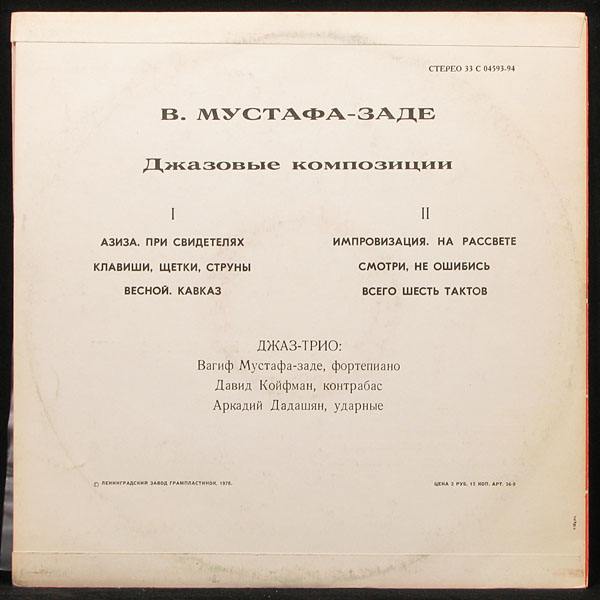 СТЕРЕО 33 С 04593-94
В. МУСТАФА-ЗАДЕ
Джазовые композиции
I
АЗИЗА. ПРИ СВИДЕТЕЛЯХ
КЛАВИШИ, ЩЕТКИ, СТРУНЫ
ВЕСНОЙ. КАВКАЗ
II
ИМПРОВИЗАЦИЯ. НА РАССВЕТЕ
СМОТРИ, НЕ ОШИБИСЬ
ВСЕГО ШЕСТЬ ТАКТОВ
ДЖАЗ-ТРИО:
Вагиф Мустафа-заде, фортепиано
Давид Койфман, контрабас
Аркадий Дадашян, ударные
© ЛЕНИНГРАДСКИЙ ЗАВОД ГРАМПЛАСТИНОК, 1978.
ЦЕНА 2 РУБ. 15 КОП. АРТ. 36-9